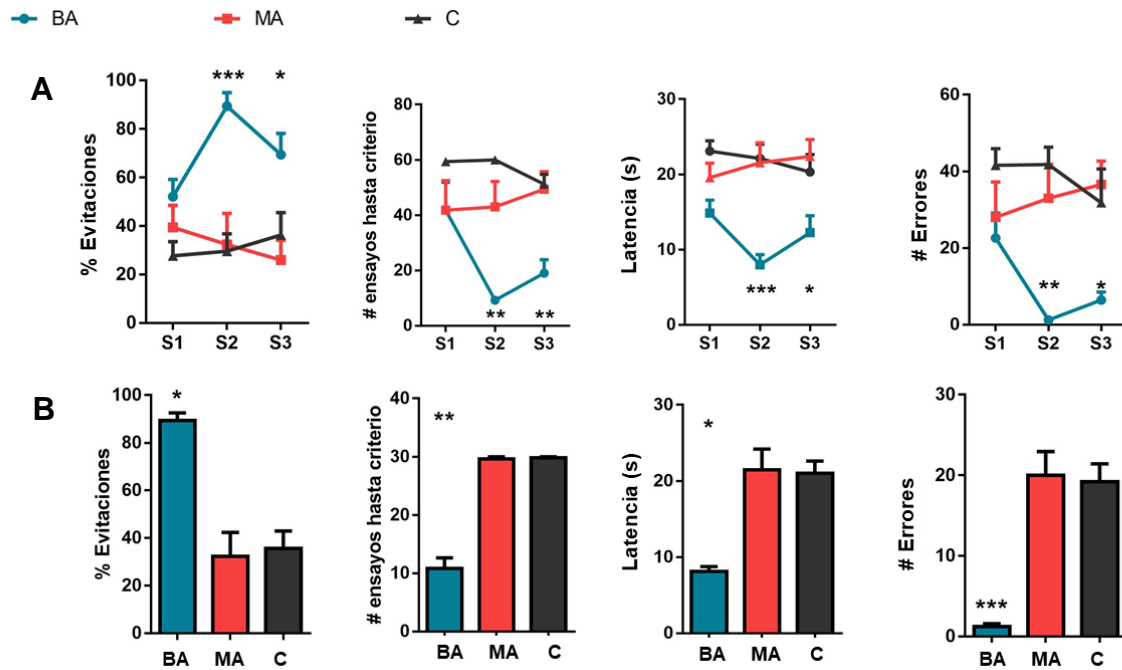 BA MA C
A
% Evitaciones
100
80
60
40
20
0
*** *
S1 S2 S3
# ensayos hasta criterio
80
60
40
20
0
** **
S1 S2 S3
Latencia (s)
30
20
10
0
*** *
S1 S2 S3
# Errores
60
40
20
0
** *
S1 S2 S3
B
% Evitaciones
100
80
60
40
20
0
*
BA MA C
# ensayos hasta criterio
40
30
20
10
0
**
BA MA C
Latencia (s)
30
20
10
0
*
BA MA C
# Errores
30
20
10
0
***
BA MA C